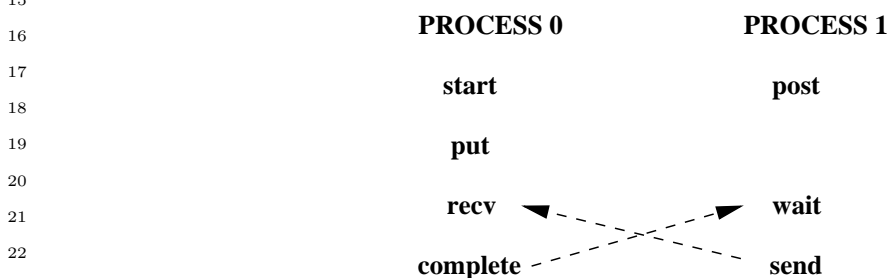 15
16 PROCESS 0 PROCESS 1
17 start post
18
19 put
20
21 recv wait
22 complete send